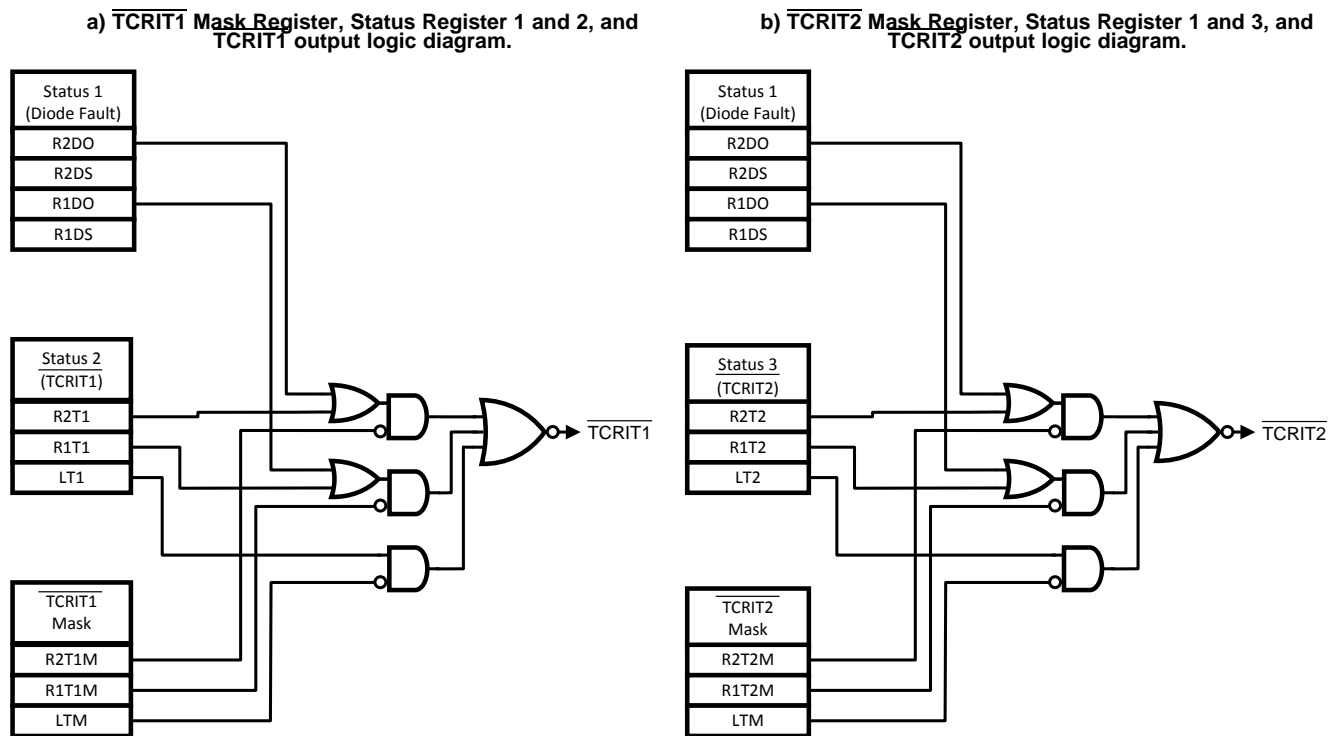 a) TCRIT1 Mask Register, Status Register 1 and 2, and
TCRIT1 output logic diagram.
Status 1
(Diode Fault)
R2DO
R2DS
R1DO
R1DS
Status 2
(TCRIT1)
R2T1
R1T1
LT1
TCRIT1
Mask
R2T1M
R1T1M
LTM
TCRIT1
b) TCRIT2 Mask Register, Status Register 1 and 3, and
TCRIT2 output logic diagram.
Status 1
(Diode Fault)
R2DO
R2DS
R1DO
R1DS
Status 3
(TCRIT2)
R2T2
R1T2
LT2
TCRIT2
Mask
R2T2M
R1T2M
LTM
TCRIT2